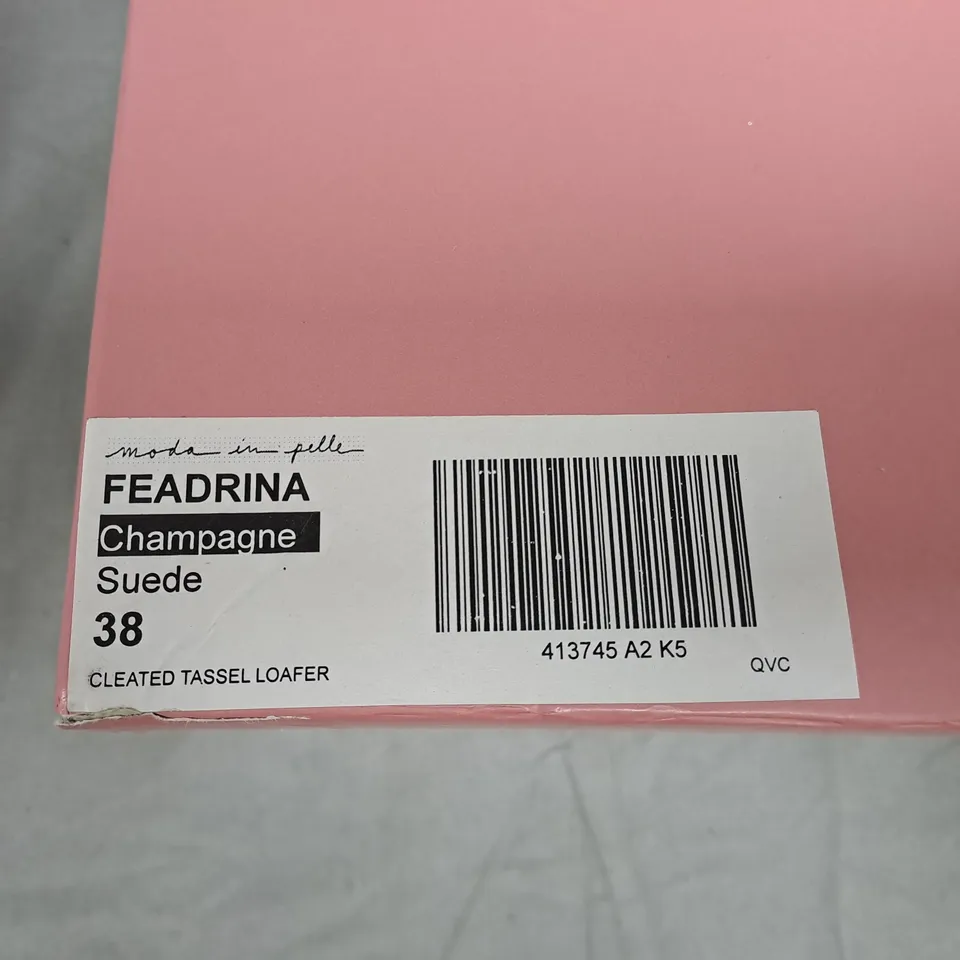 moda in pelle
FEADRINA
Champagne
Suede
38
CLEATED TASSEL LOAFER
413745 A2 K5
QVC